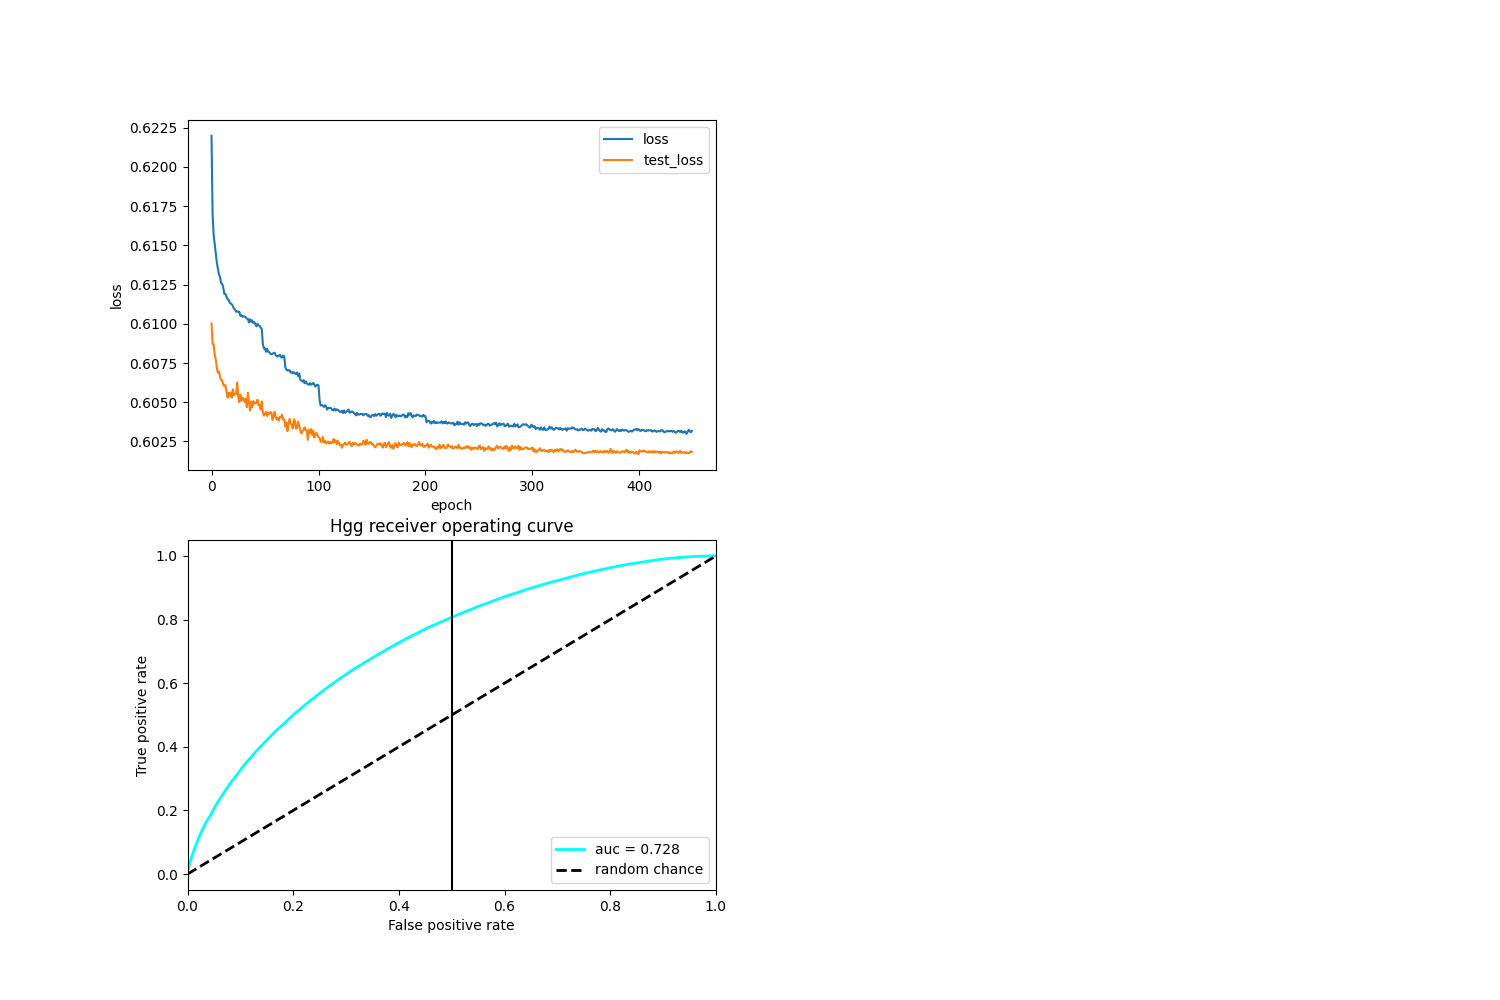 0.6225
0.6200
0.6175
0.6150
0.6125
0.6100
0.6075
0.6050
0.6025
loss
loss
test_loss
0 100 200 300 400
epoch
Hgg receiver operating curve
1.0
0.8
0.6
0.4
0.2
0.0
True positive rate
auc = 0.728
random chance
0.0 0.2 0.4 0.6 0.8 1.0
False positive rate